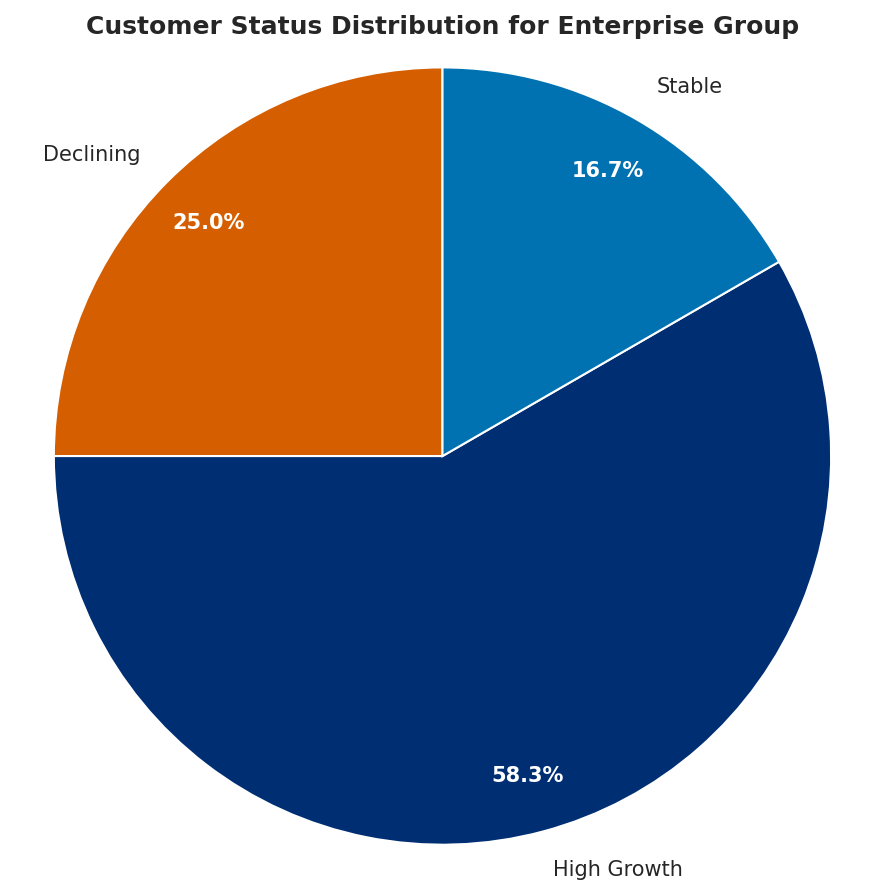 Customer Status Distribution for Enterprise Group
Stable
16.7%
Declining
25.0%
58.3%
High Growth